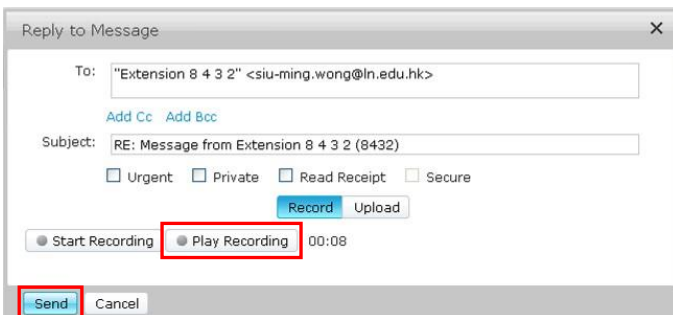 Reply to Message
To: "Extension 8 4 3 2" <siu-ming.wong@ln.edu.hk>
Add Cc Add Bcc
Subject: RE: Message from Extension 8 4 3 2 (8432)
Urgent Private Read Receipt Secure
Record Upload
Start Recording Play Recording 00:08
Send Cancel